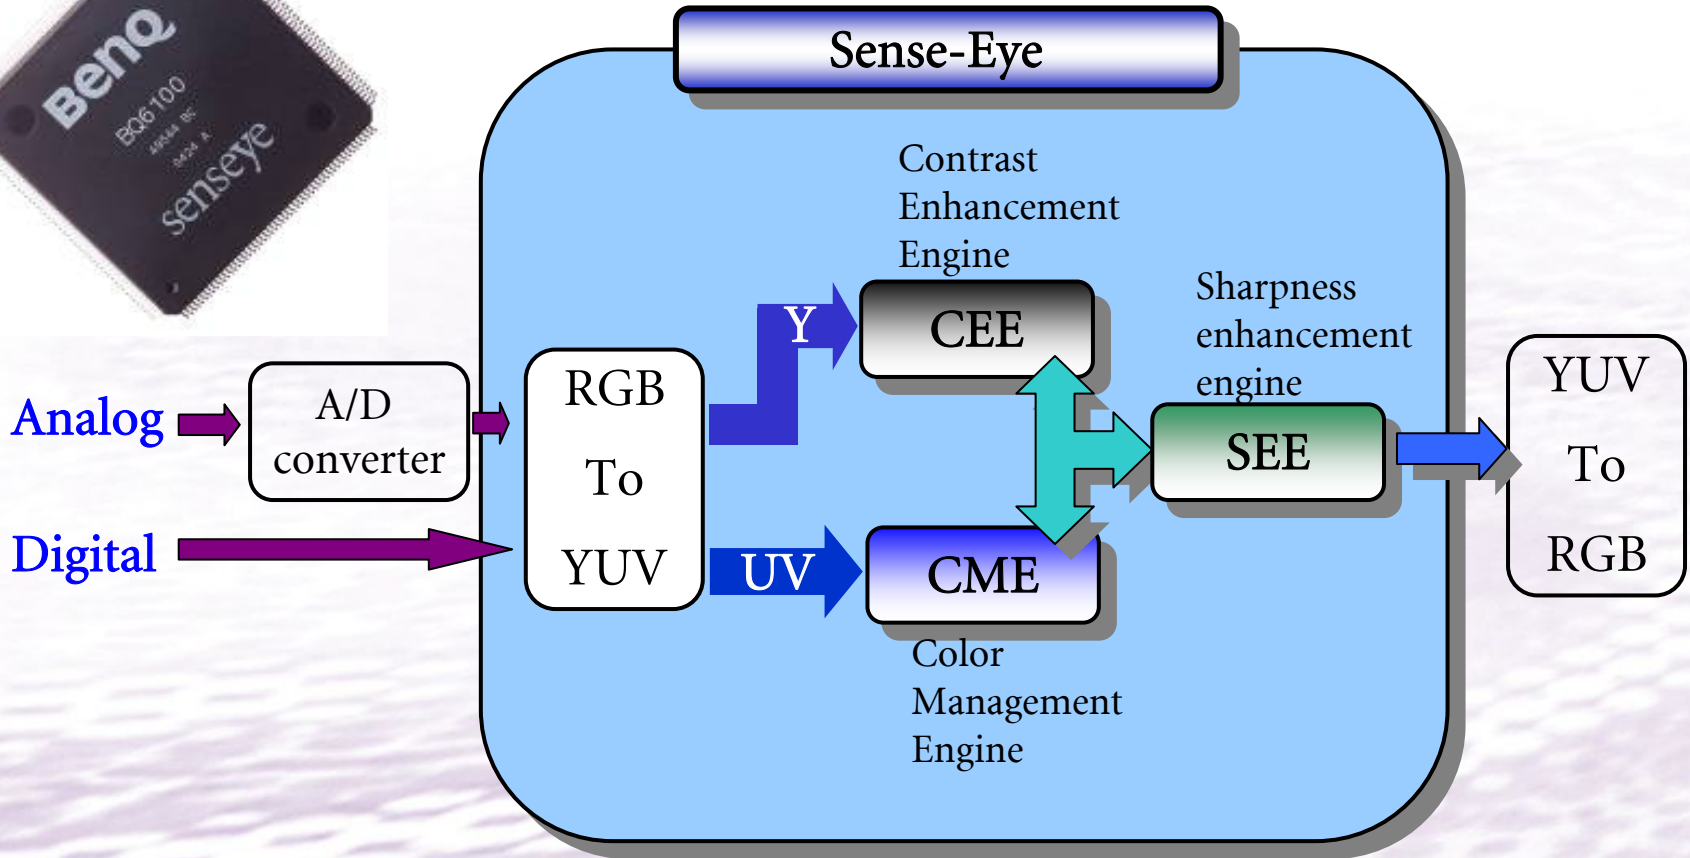 BenQ
BQ6100
senseye
Sense-Eye
Contrast
Enhancement
Engine
Y
CEE
Sharpness
enhancement
engine
Analog
A/D
converter
RGB
To
YUV
SEE
YUV
To
RGB
Digital
UV
CME
Color
Management
Engine